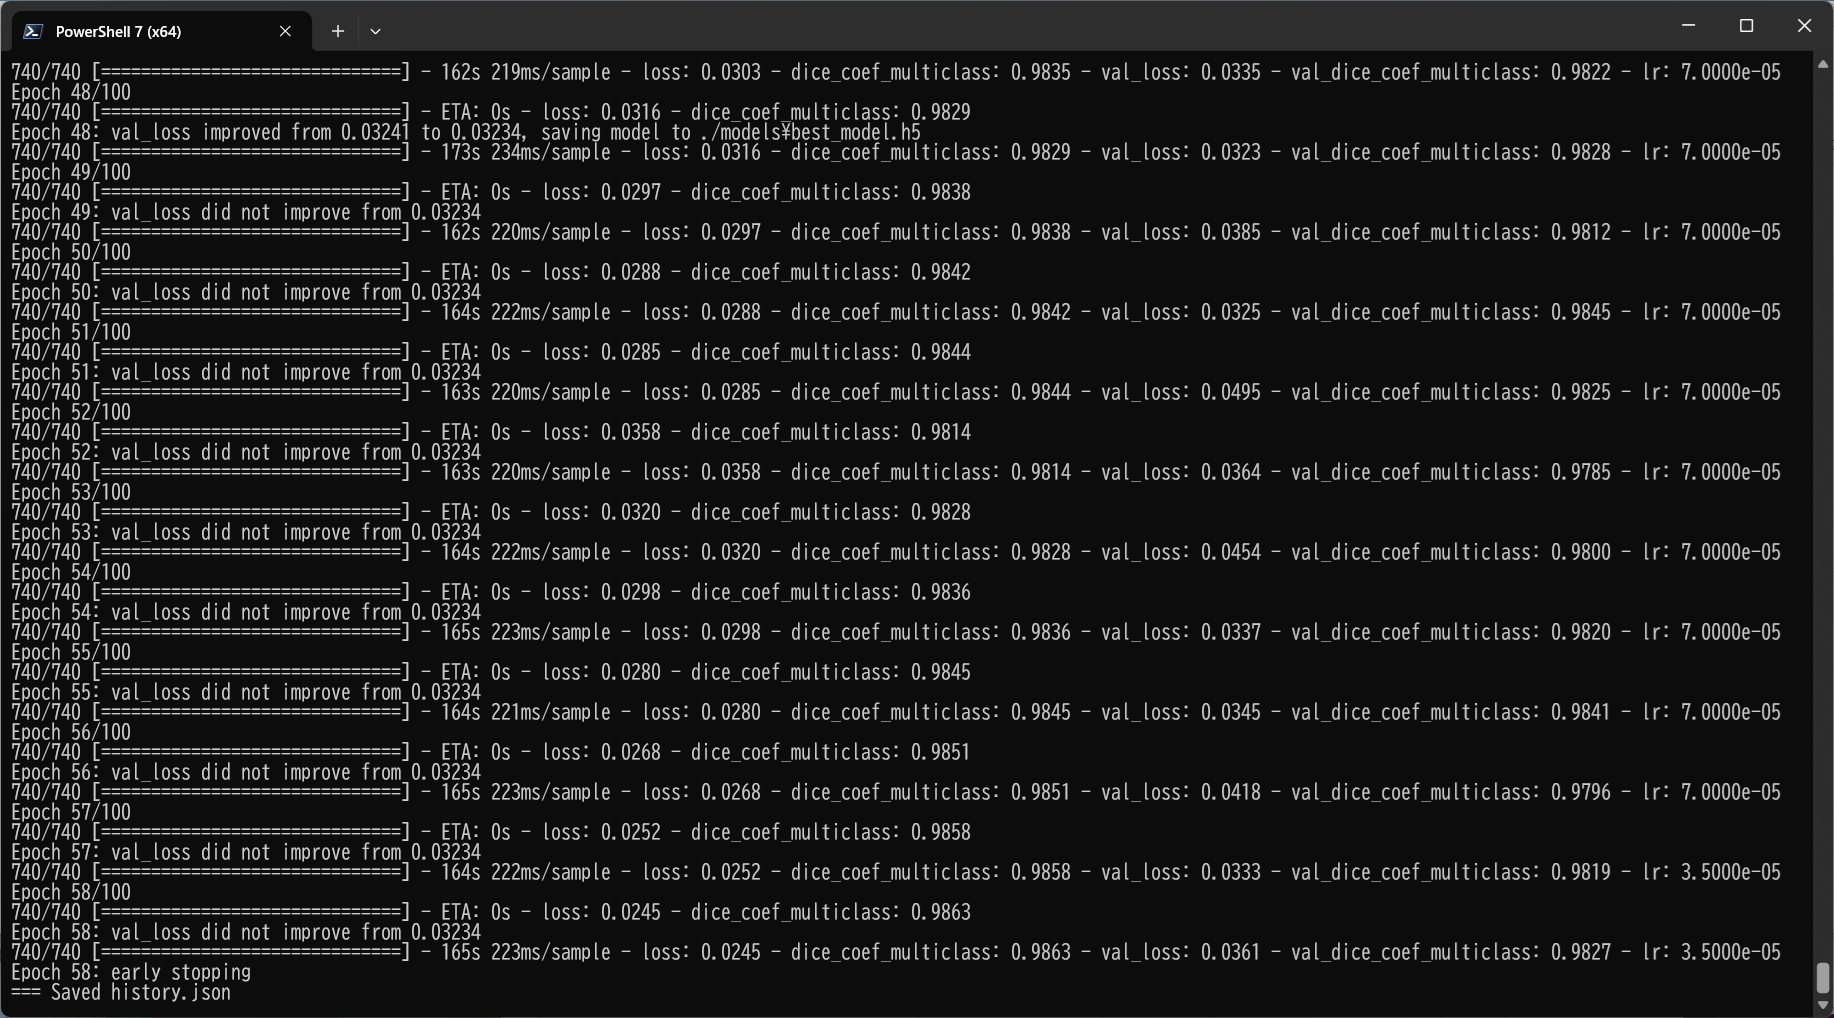 PowerShell 7 (x64)
740/740 [==============================] - 162s 219ms/sample - loss: 0.0303 - dice_coef_multiclass: 0.9835 - val_loss: 0.0335 - val_dice_coef_multiclass: 0.9822 - lr: 7.0000e-05
Epoch 48/100
740/740 [==============================] - ETA: 0s - loss: 0.0316 - dice_coef_multiclass: 0.9829
Epoch 48: val_loss improved from 0.03241 to 0.03234, saving model to ./models¥best_model.h5
740/740 [==============================] - 173s 234ms/sample - loss: 0.0316 - dice_coef_multiclass: 0.9829 - val_loss: 0.0323 - val_dice_coef_multiclass: 0.9828 - lr: 7.0000e-05
Epoch 49/100
740/740 [==============================] - ETA: 0s - loss: 0.0297 - dice_coef_multiclass: 0.9838
Epoch 49: val_loss did not improve from 0.03234
740/740 [==============================] - 162s 220ms/sample - loss: 0.0297 - dice_coef_multiclass: 0.9838 - val_loss: 0.0385 - val_dice_coef_multiclass: 0.9812 - lr: 7.0000e-05
Epoch 50/100
740/740 [==============================] - ETA: 0s - loss: 0.0288 - dice_coef_multiclass: 0.9842
Epoch 50: val_loss did not improve from 0.03234
740/740 [==============================] - 164s 222ms/sample - loss: 0.0288 - dice_coef_multiclass: 0.9842 - val_loss: 0.0325 - val_dice_coef_multiclass: 0.9845 - lr: 7.0000e-05
Epoch 51/100
740/740 [==============================] - ETA: 0s - loss: 0.0285 - dice_coef_multiclass: 0.9844
Epoch 51: val_loss did not improve from 0.03234
740/740 [==============================] - 163s 220ms/sample - loss: 0.0285 - dice_coef_multiclass: 0.9844 - val_loss: 0.0495 - val_dice_coef_multiclass: 0.9825 - lr: 7.0000e-05
Epoch 52/100
740/740 [==============================] - ETA: 0s - loss: 0.0358 - dice_coef_multiclass: 0.9814
Epoch 52: val_loss did not improve from 0.03234
740/740 [==============================] - 163s 220ms/sample - loss: 0.0358 - dice_coef_multiclass: 0.9814 - val_loss: 0.0364 - val_dice_coef_multiclass: 0.9785 - lr: 7.0000e-05
Epoch 53/100
740/740 [==============================] - ETA: 0s - loss: 0.0320 - dice_coef_multiclass: 0.9828
Epoch 53: val_loss did not improve from 0.03234
740/740 [==============================] - 164s 222ms/sample - loss: 0.0320 - dice_coef_multiclass: 0.9828 - val_loss: 0.0454 - val_dice_coef_multiclass: 0.9800 - lr: 7.0000e-05
Epoch 54/100
740/740 [==============================] - ETA: 0s - loss: 0.0298 - dice_coef_multiclass: 0.9836
Epoch 54: val_loss did not improve from 0.03234
740/740 [==============================] - 165s 223ms/sample - loss: 0.0298 - dice_coef_multiclass: 0.9836 - val_loss: 0.0337 - val_dice_coef_multiclass: 0.9820 - lr: 7.0000e-05
Epoch 55/100
740/740 [==============================] - ETA: 0s - loss: 0.0280 - dice_coef_multiclass: 0.9845
Epoch 55: val_loss did not improve from 0.03234
740/740 [==============================] - 164s 221ms/sample - loss: 0.0280 - dice_coef_multiclass: 0.9845 - val_loss: 0.0345 - val_dice_coef_multiclass: 0.9841 - lr: 7.0000e-05
Epoch 56/100
740/740 [==============================] - ETA: 0s - loss: 0.0268 - dice_coef_multiclass: 0.9851
Epoch 56: val_loss did not improve from 0.03234
740/740 [==============================] - 165s 223ms/sample - loss: 0.0268 - dice_coef_multiclass: 0.9851 - val_loss: 0.0418 - val_dice_coef_multiclass: 0.9796 - lr: 7.0000e-05
Epoch 57/100
740/740 [==============================] - ETA: 0s - loss: 0.0252 - dice_coef_multiclass: 0.9858
Epoch 57: val_loss did not improve from 0.03234
740/740 [==============================] - 164s 222ms/sample - loss: 0.0252 - dice_coef_multiclass: 0.9858 - val_loss: 0.0333 - val_dice_coef_multiclass: 0.9819 - lr: 3.5000e-05
Epoch 58/100
740/740 [==============================] - ETA: 0s - loss: 0.0245 - dice_coef_multiclass: 0.9863
Epoch 58: val_loss did not improve from 0.03234
740/740 [==============================] - 165s 223ms/sample - loss: 0.0245 - dice_coef_multiclass: 0.9863 - val_loss: 0.0361 - val_dice_coef_multiclass: 0.9827 - lr: 3.5000e-05
Epoch 58: early stopping
=== Saved history.json